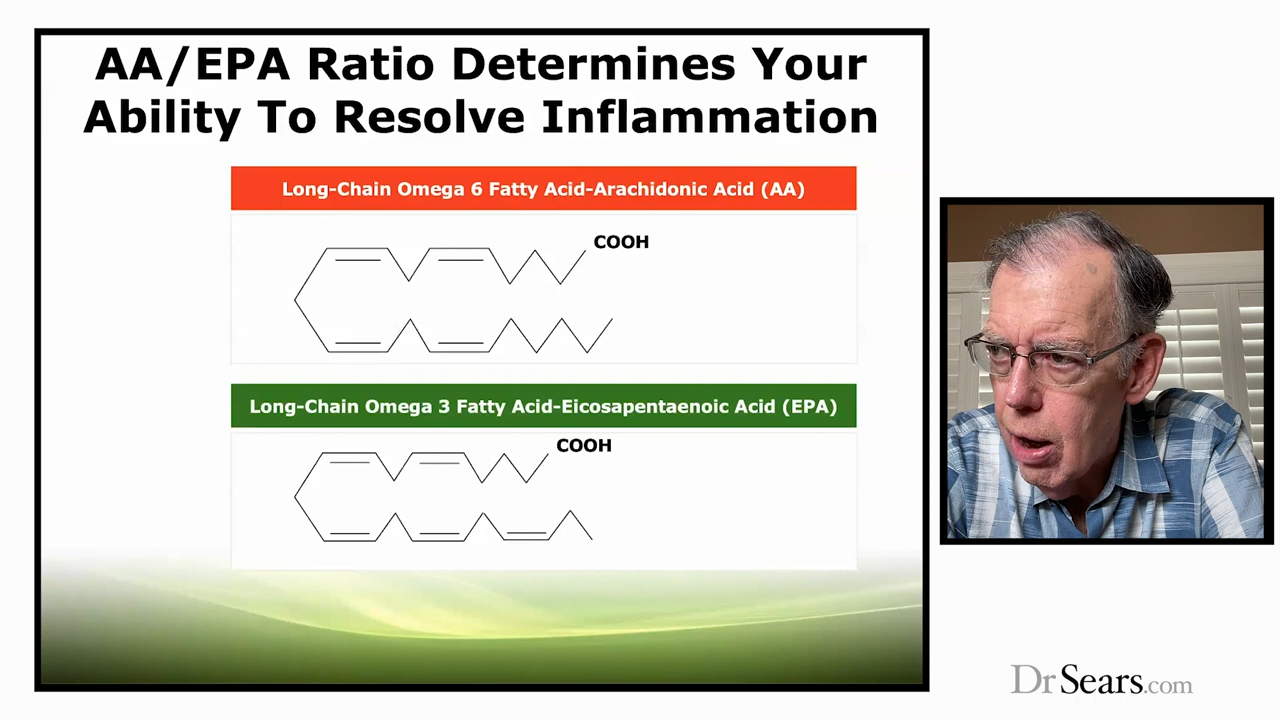 AA/EPA Ratio Determines Your
Ability To Resolve Inflammation
Long-Chain Omega 6 Fatty Acid-Arachidonic Acid (AA)
COOH
Long-Chain Omega 3 Fatty Acid-Eicosapentaenoic Acid (EPA)
COOH
DrSears.com